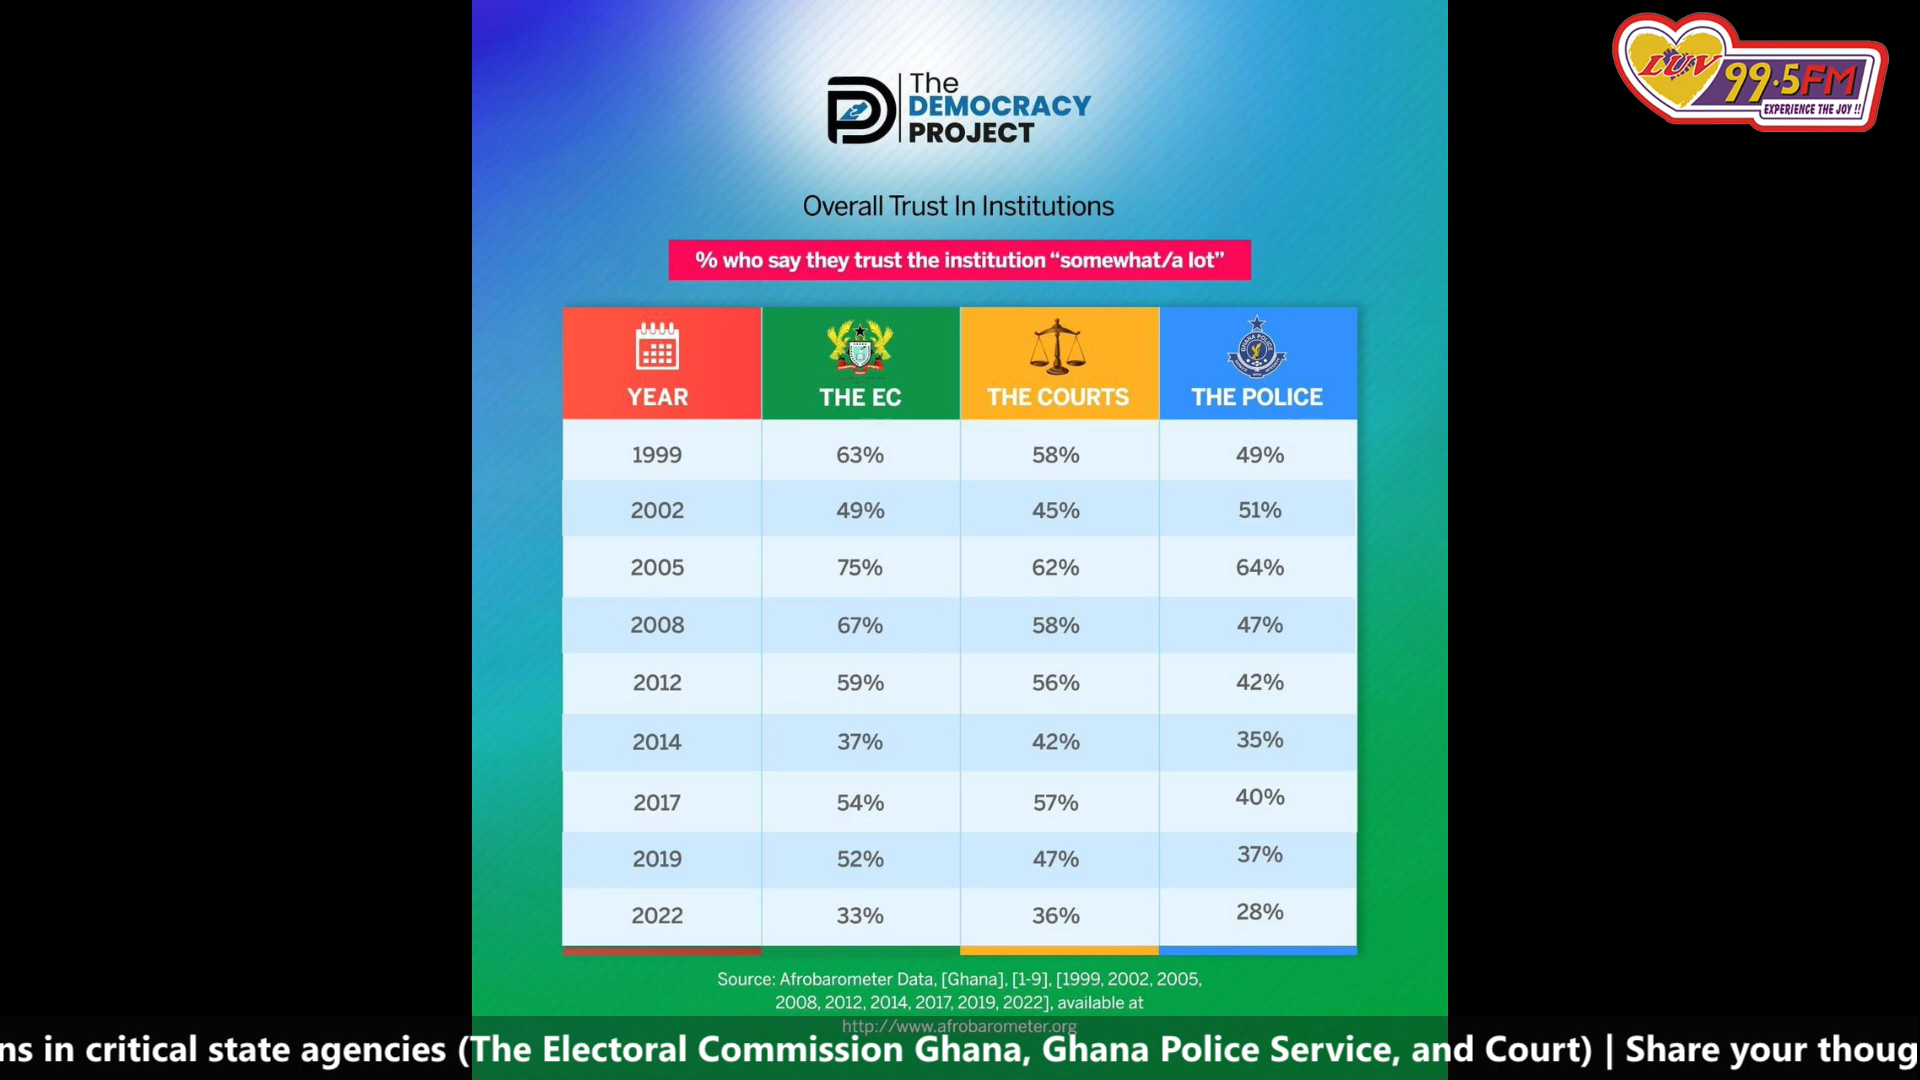 The
DEMOCRACY
PROJECT
LUV 99.5FM
EXPERIENCE THE JOY !!
Overall Trust In Institutions
% who say they trust the institution “somewhat/a lot”
YEAR THE EC THE COURTS THE POLICE
GHANA POLICE
1999 63% 58% 49%
2002 49% 45% 51%
2005 75% 62% 64%
2008 67% 58% 47%
2012 59% 56% 42%
2014 37% 42% 35%
2017 54% 57% 40%
2019 52% 47% 37%
2022 33% 36% 28%
Source: Afrobarometer Data, [Ghana], [1-9], [1999, 2002, 2005,
2008, 2012, 2014, 2017, 2019, 2022], available at
http://www.afrobarometer.org
ns in critical state agencies (The Electoral Commission Ghana, Ghana Police Service, and Court) | Share your thoug